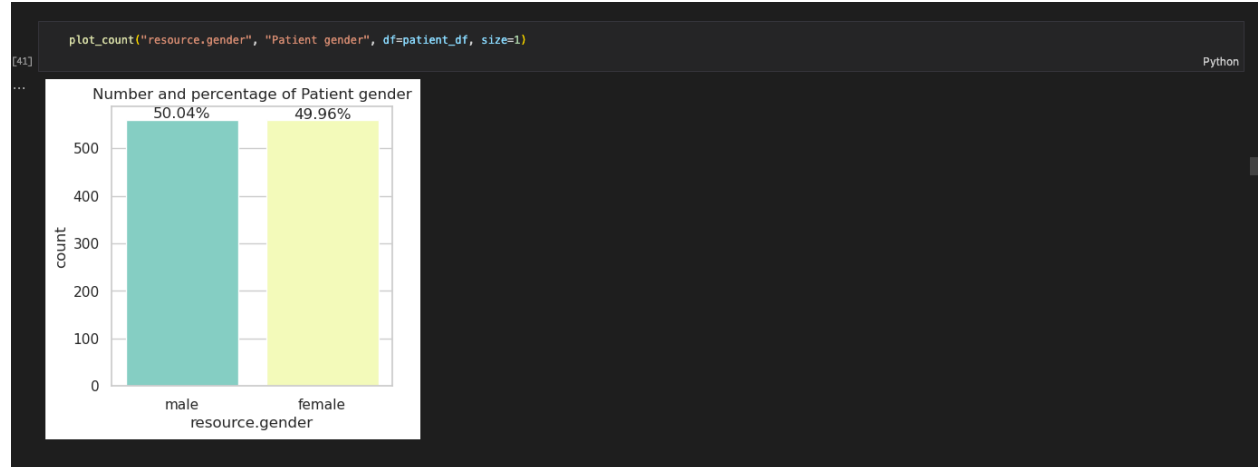 plot_count("resource.gender", "Patient gender", df=patient_df, size=1)
[41]
Python
...
Number and percentage of Patient gender
50.04% 49.96%
500
400
300
200
100
0
count
male female
resource.gender